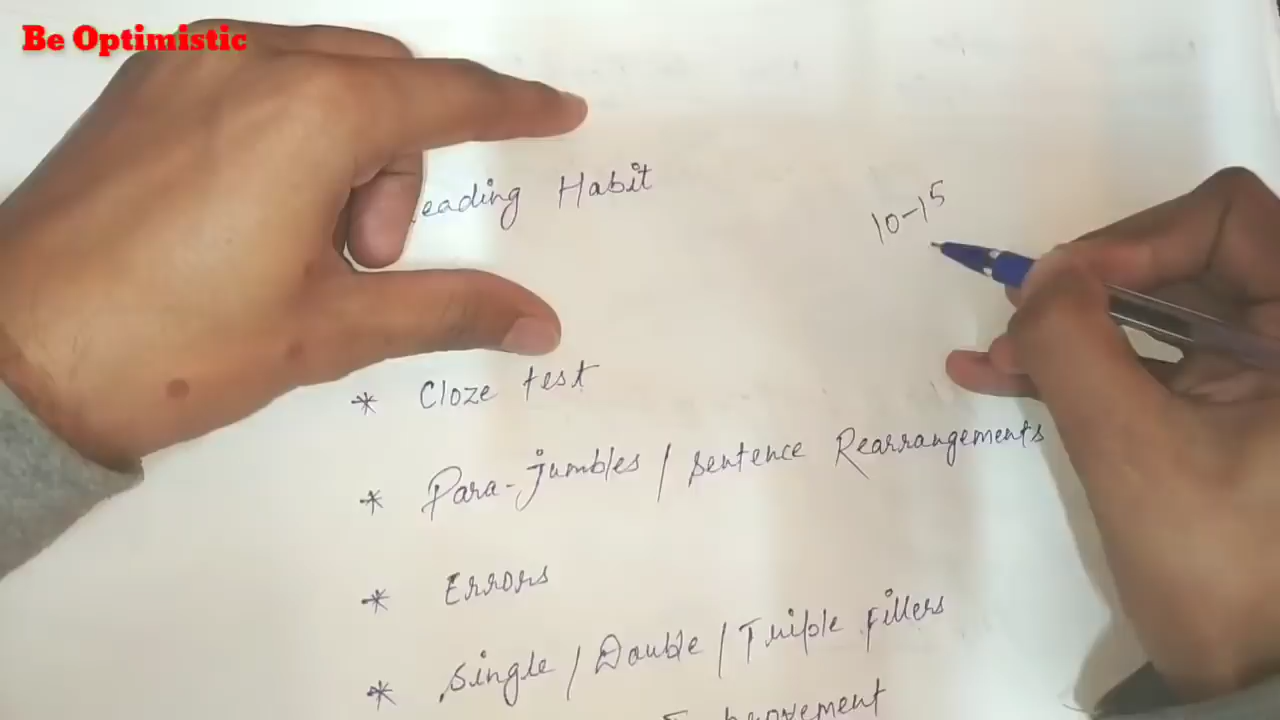 Be Optimistic
eading Habit
10-15
* Cloze test
* Para-jumbles / sentence Rearrangements
* Errors
* Single / Double / Triple Fillers